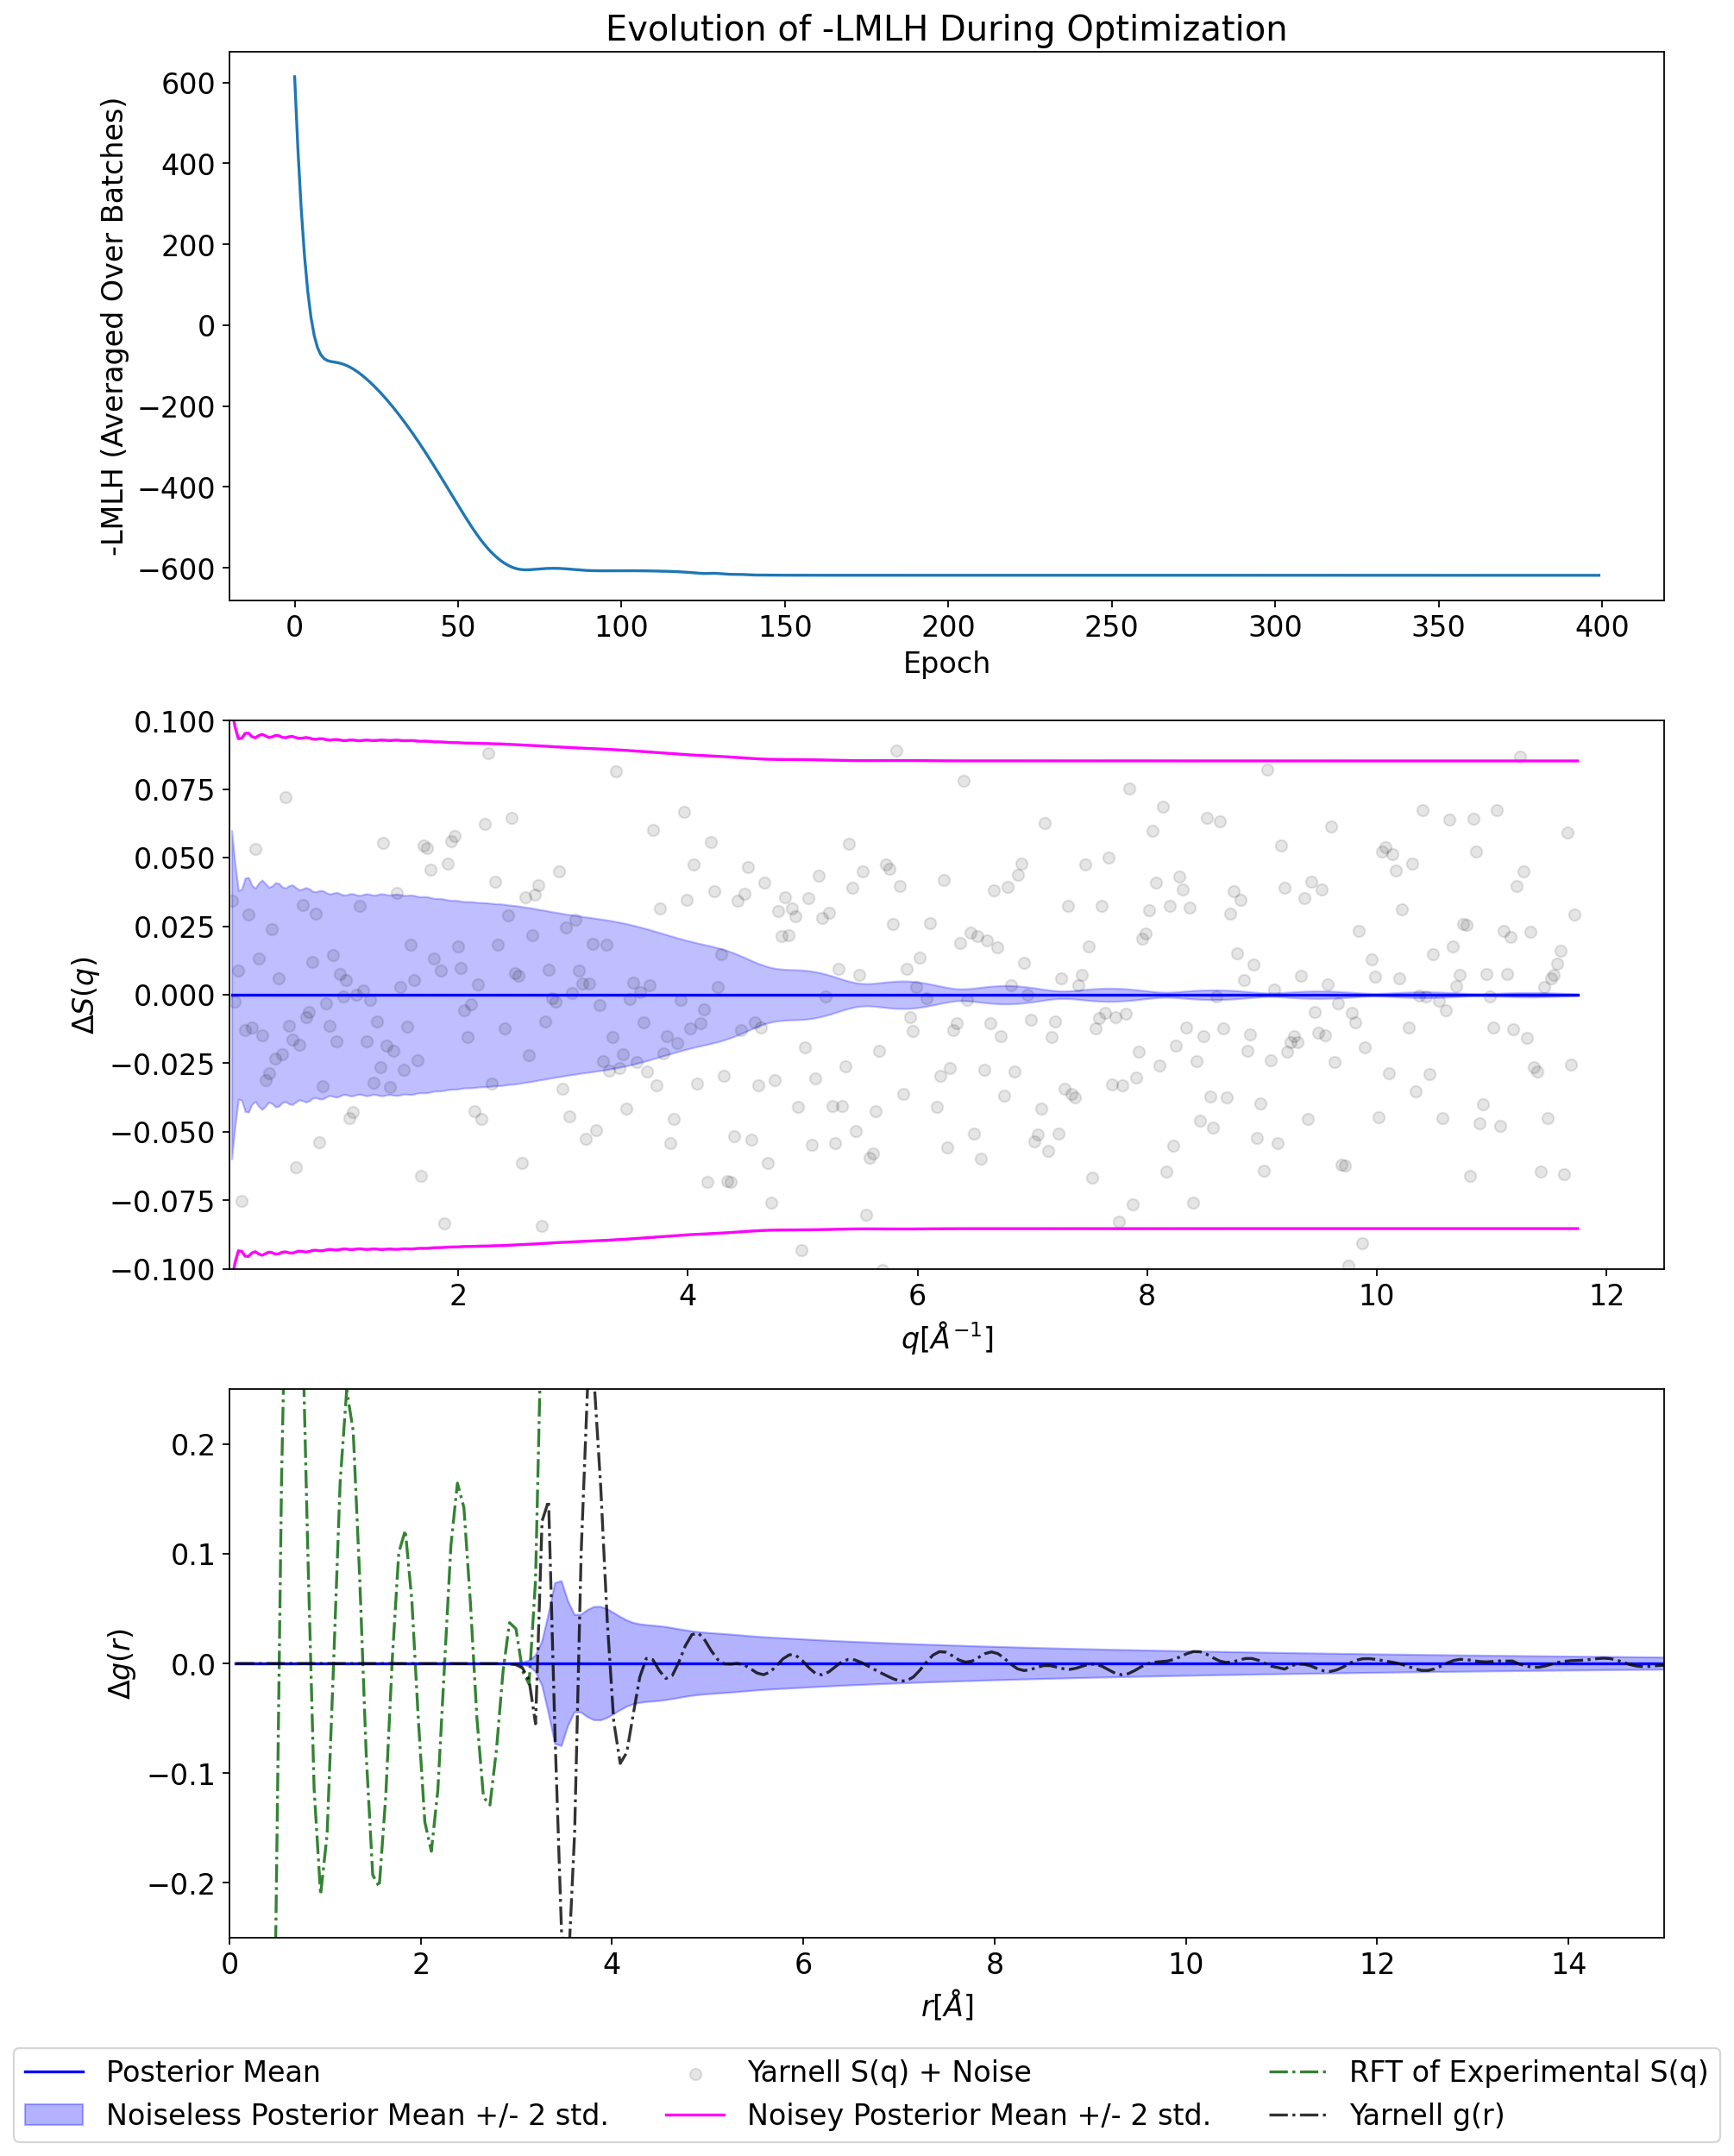 Evolution of -LMLH During Optimization
-LMLH (Averaged Over Batches)
600
400
200
0
−200
−400
−600
0 50 100 150 200 250 300 350 400
Epoch
ΔS(q)
0.100
0.075
0.050
0.025
0.000
−0.025
−0.050
−0.075
−0.100
2 4 6 8 10 12
q[Å⁻¹]
Δg(r)
0.2
0.1
0.0
−0.1
−0.2
0 2 4 6 8 10 12 14
r[Å]
Posterior Mean
Noiseless Posterior Mean +/- 2 std.
Yarnell S(q) + Noise
Noisey Posterior Mean +/- 2 std.
RFT of Experimental S(q)
Yarnell g(r)